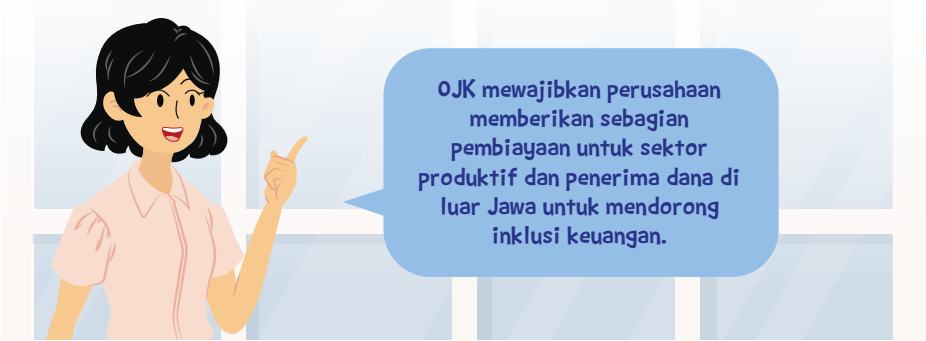 OJK mewajibkan perusahaan
memberikan sebagian
pembiayaan untuk sektor
produktif dan penerima dana di
luar Jawa untuk mendorong
inklusi keuangan.